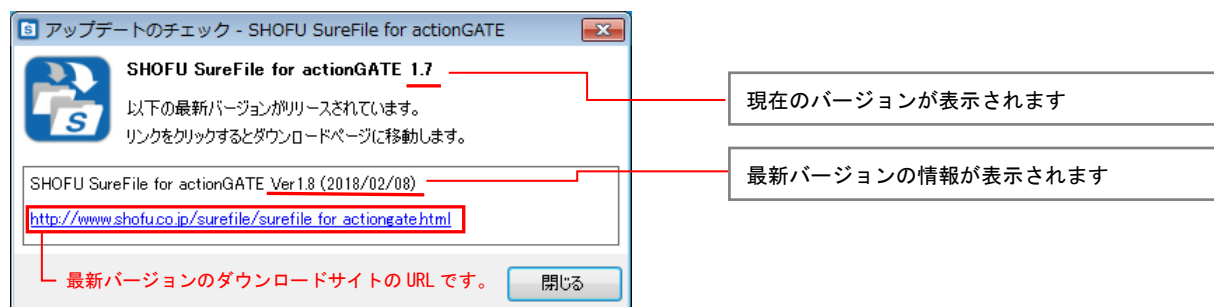 アップデートのチェック - SHOFU SureFile for actionGATE
SHOFU SureFile for actionGATE 1.7
以下の最新バージョンがリリースされています。
リンクをクリックするとダウンロードページに移動します。
SHOFU SureFile for actionGATE Ver1.8 (2018/02/08)
http://www.shofu.co.jp/surefile/surefile for actiongate.html
最新バージョンのダウンロードサイトの URL です。
閉じる
現在のバージョンが表示されます
最新バージョンの情報が表示されます